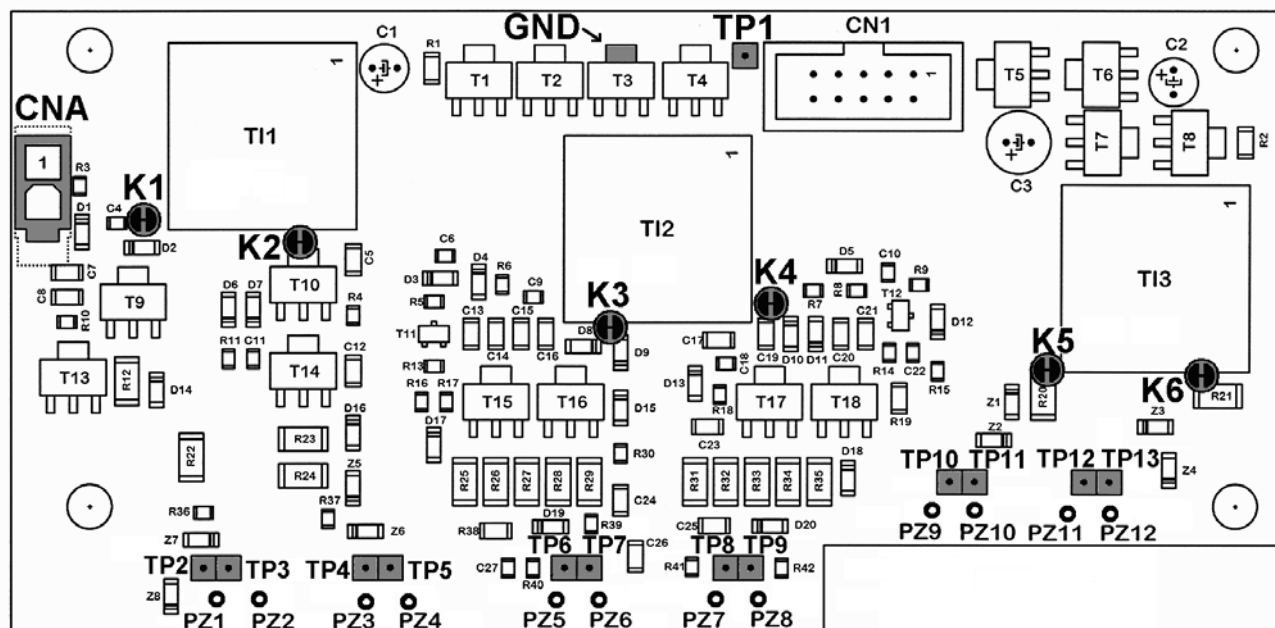 GND TP1 CN1
C1 R1 T1 T2 T3 T4 1 T5 T6 C2
1
CNA TI1 T7 T8 R2
1 R3 C3
K1 C4 D1 D2 1 1
K2 TI2 TI3
C7 C8 R10 T9 T10 C5 C6 D3 D4 R6 C9 R5 K3 K4 D5 C10 R9 R7 R8 T12 D12
D6 D7 R4 T11 C13 C14 C15 C16 D8 D9 C17 C19 D10 D11 C20 C21
T13 R12 D14 R11 C11 T14 C12 R13 C18 R14 C22 R15 K5 K6
R16 R17 T15 T16 D15 D13 R18 T17 T18 R19 Z1 R20 R21
D16 D17 C23 Z2 Z3
R22 R23 R24 Z5 R25 R26 R27 R28 R29 R30 C24 R31 R32 R33 R34 R35 D18 TP10 TP11 TP12 TP13 Z4
R36 R37 Z6 R38 D19 R39 C25 D20 PZ9 PZ10 PZ11 PZ12
Z7 C26
TP2 TP3 TP4 TP5 TP6 TP7 TP8 TP9
Z8 C27 R40 R41 R42
PZ1 PZ2 PZ3 PZ4 PZ5 PZ6 PZ7 PZ8